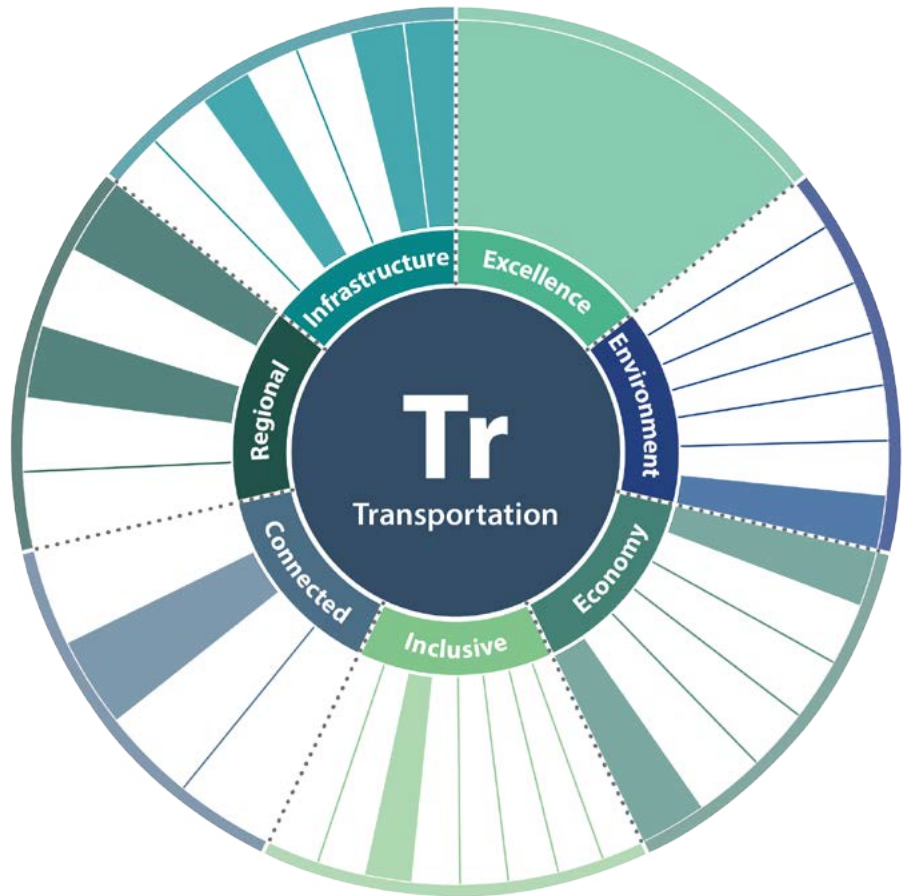 Tr
Transportation
Excellence
Environment
Economy
Inclusive
Connected
Regional
Infrastructure